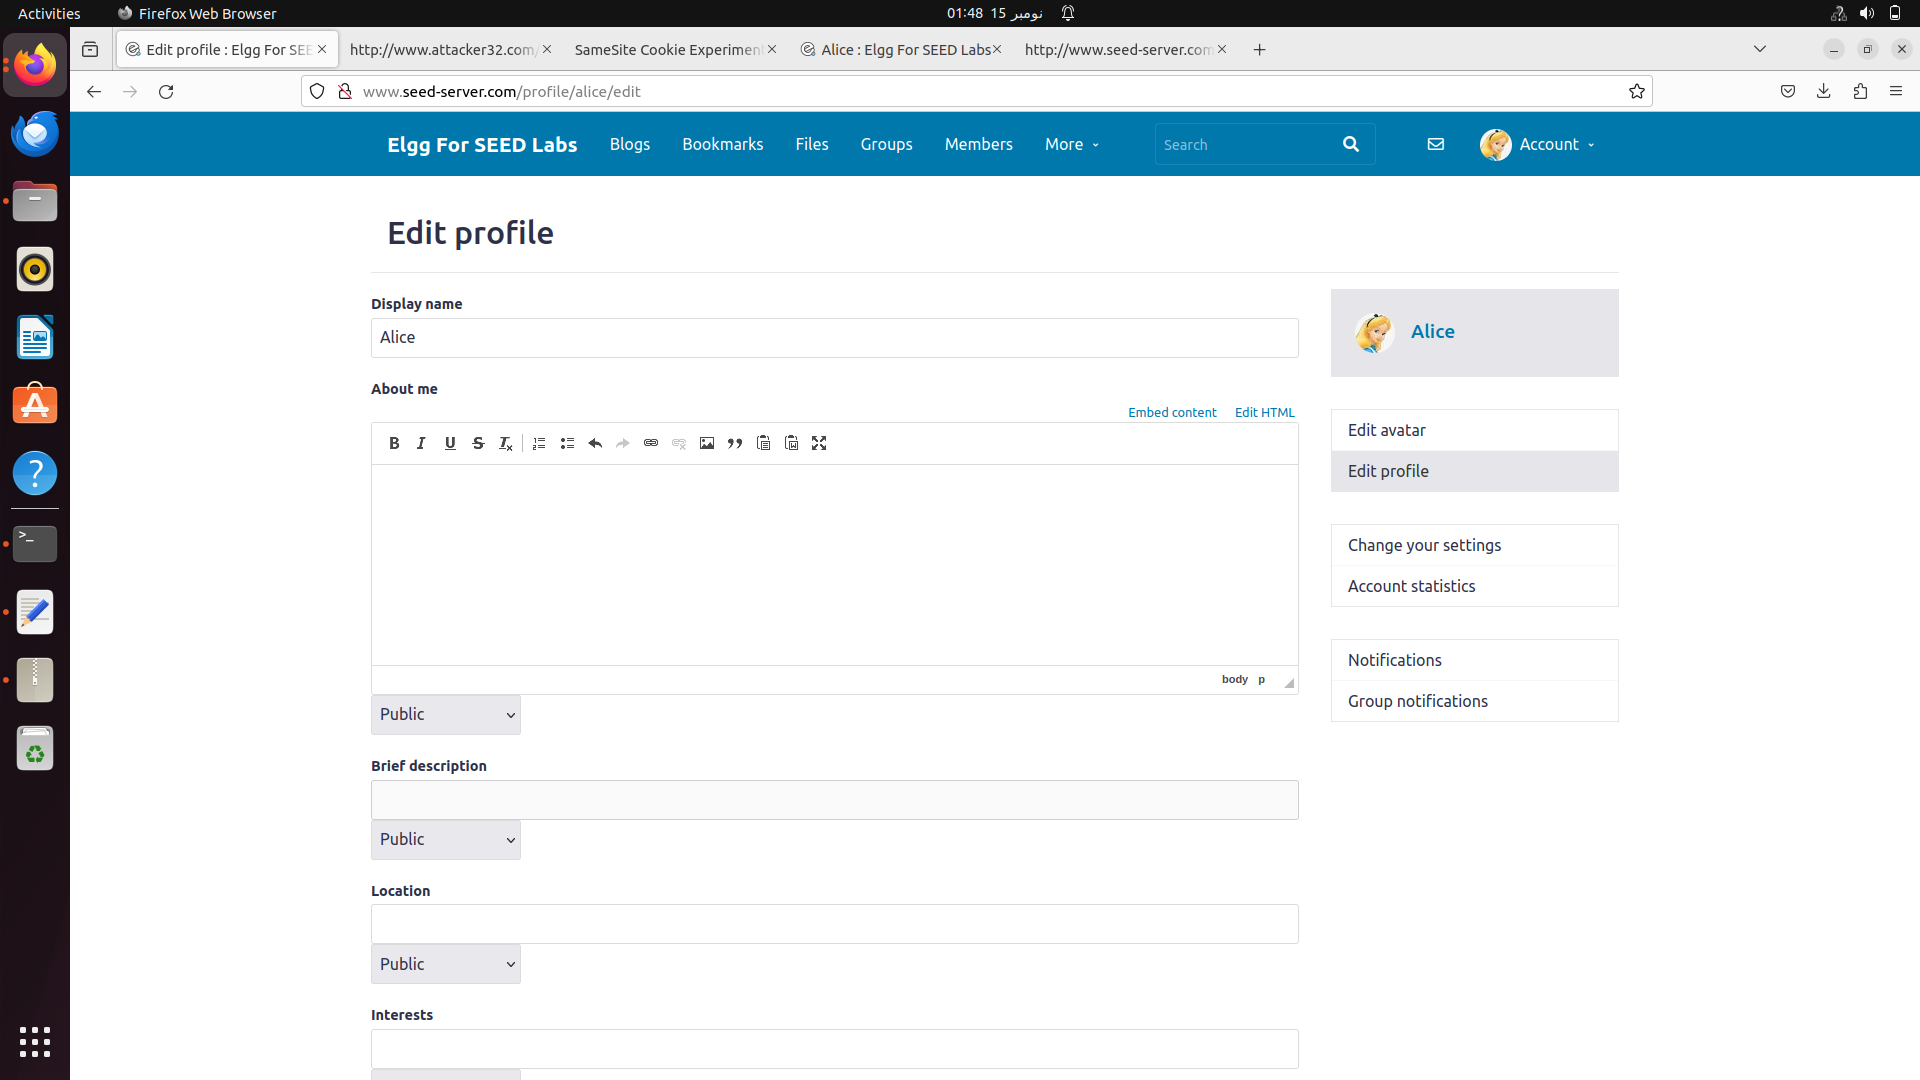 Activities
Firefox Web Browser
01:48 15 نومبر
Edit profile : Elgg For SEE
http://www.attacker32.com/
SameSite Cookie Experimen
Alice : Elgg For SEED Labs
http://www.seed-server.com
www.seed-server.com/profile/alice/edit
Elgg For SEED Labs
Blogs
Bookmarks
Files
Groups
Members
More
Search
Account
Edit profile
Display name
Alice
About me
Embed content
Edit HTML
body p
Public
Brief description
Public
Location
Public
Interests
Alice
Edit avatar
Edit profile
Change your settings
Account statistics
Notifications
Group notifications